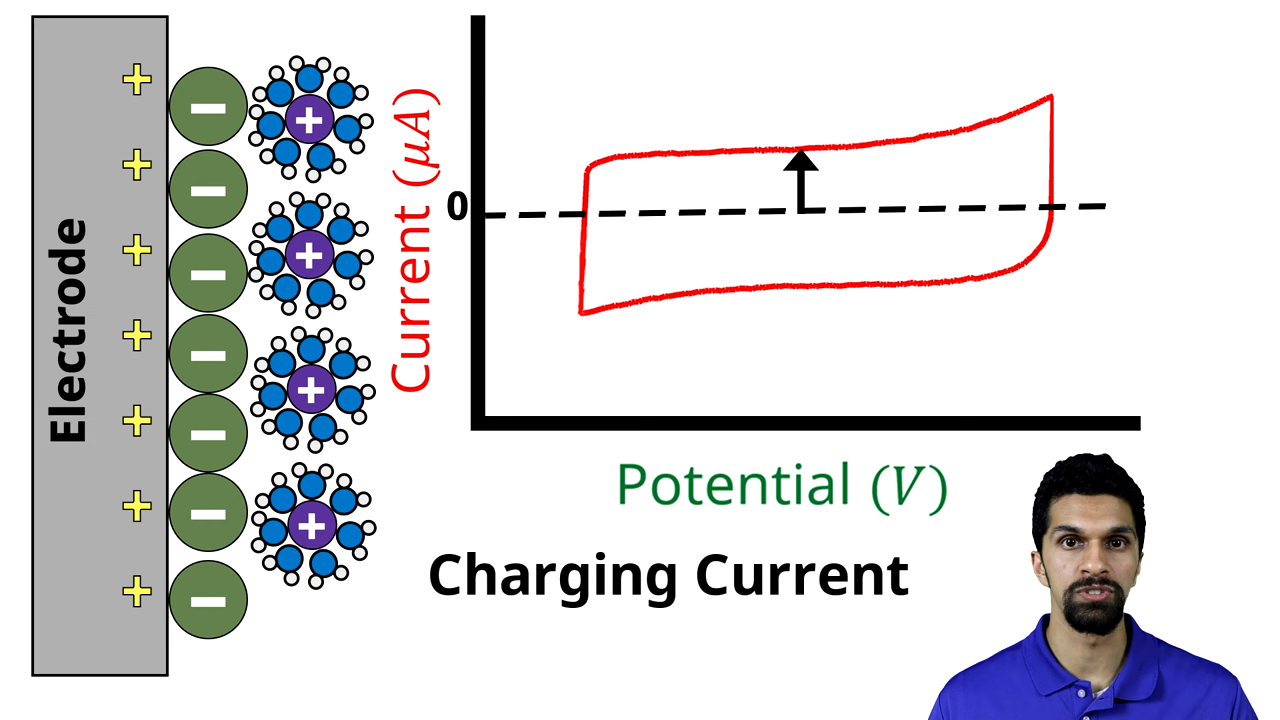 Electrode
Current (μA)
0
Potential (V)
Charging Current